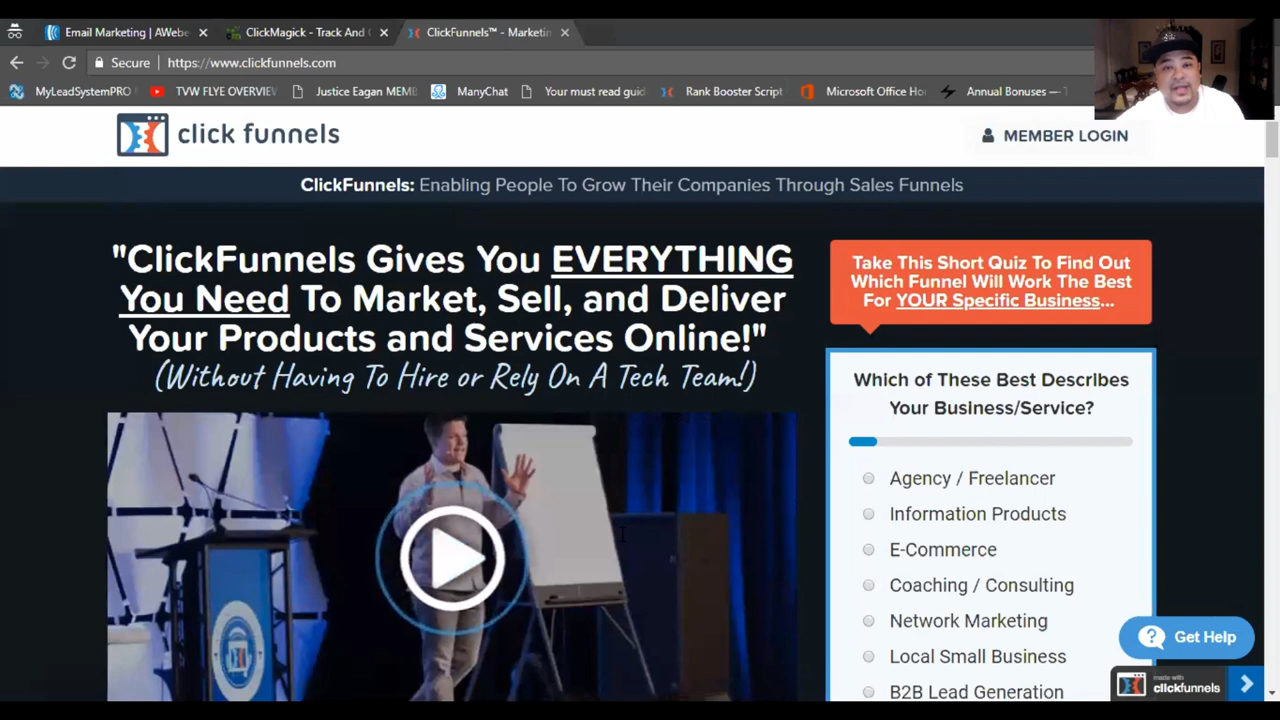 Email Marketing | AWebe
ClickMagick - Track And O
ClickFunnels™ - Marketin
Secure
https://www.clickfunnels.com
MyLeadSystemPRO
TVW FLYE OVERVIEW
Justice Eagan MEME
ManyChat
Your must read guid
Rank Booster Script
Microsoft Office Ho
Annual Bonuses —
click funnels
MEMBER LOGIN
ClickFunnels: Enabling People To Grow Their Companies Through Sales Funnels
"ClickFunnels Gives You EVERYTHING
You Need To Market, Sell, and Deliver
Your Products and Services Online!"
(Without Having To Hire or Rely On A Tech Team!)
Take This Short Quiz To Find Out
Which Funnel Will Work The Best
For YOUR Specific Business...
Which of These Best Describes
Your Business/Service?
Agency / Freelancer
Information Products
E-Commerce
Coaching / Consulting
Network Marketing
Local Small Business
B2B Lead Generation
Get Help
made with
clickfunnels